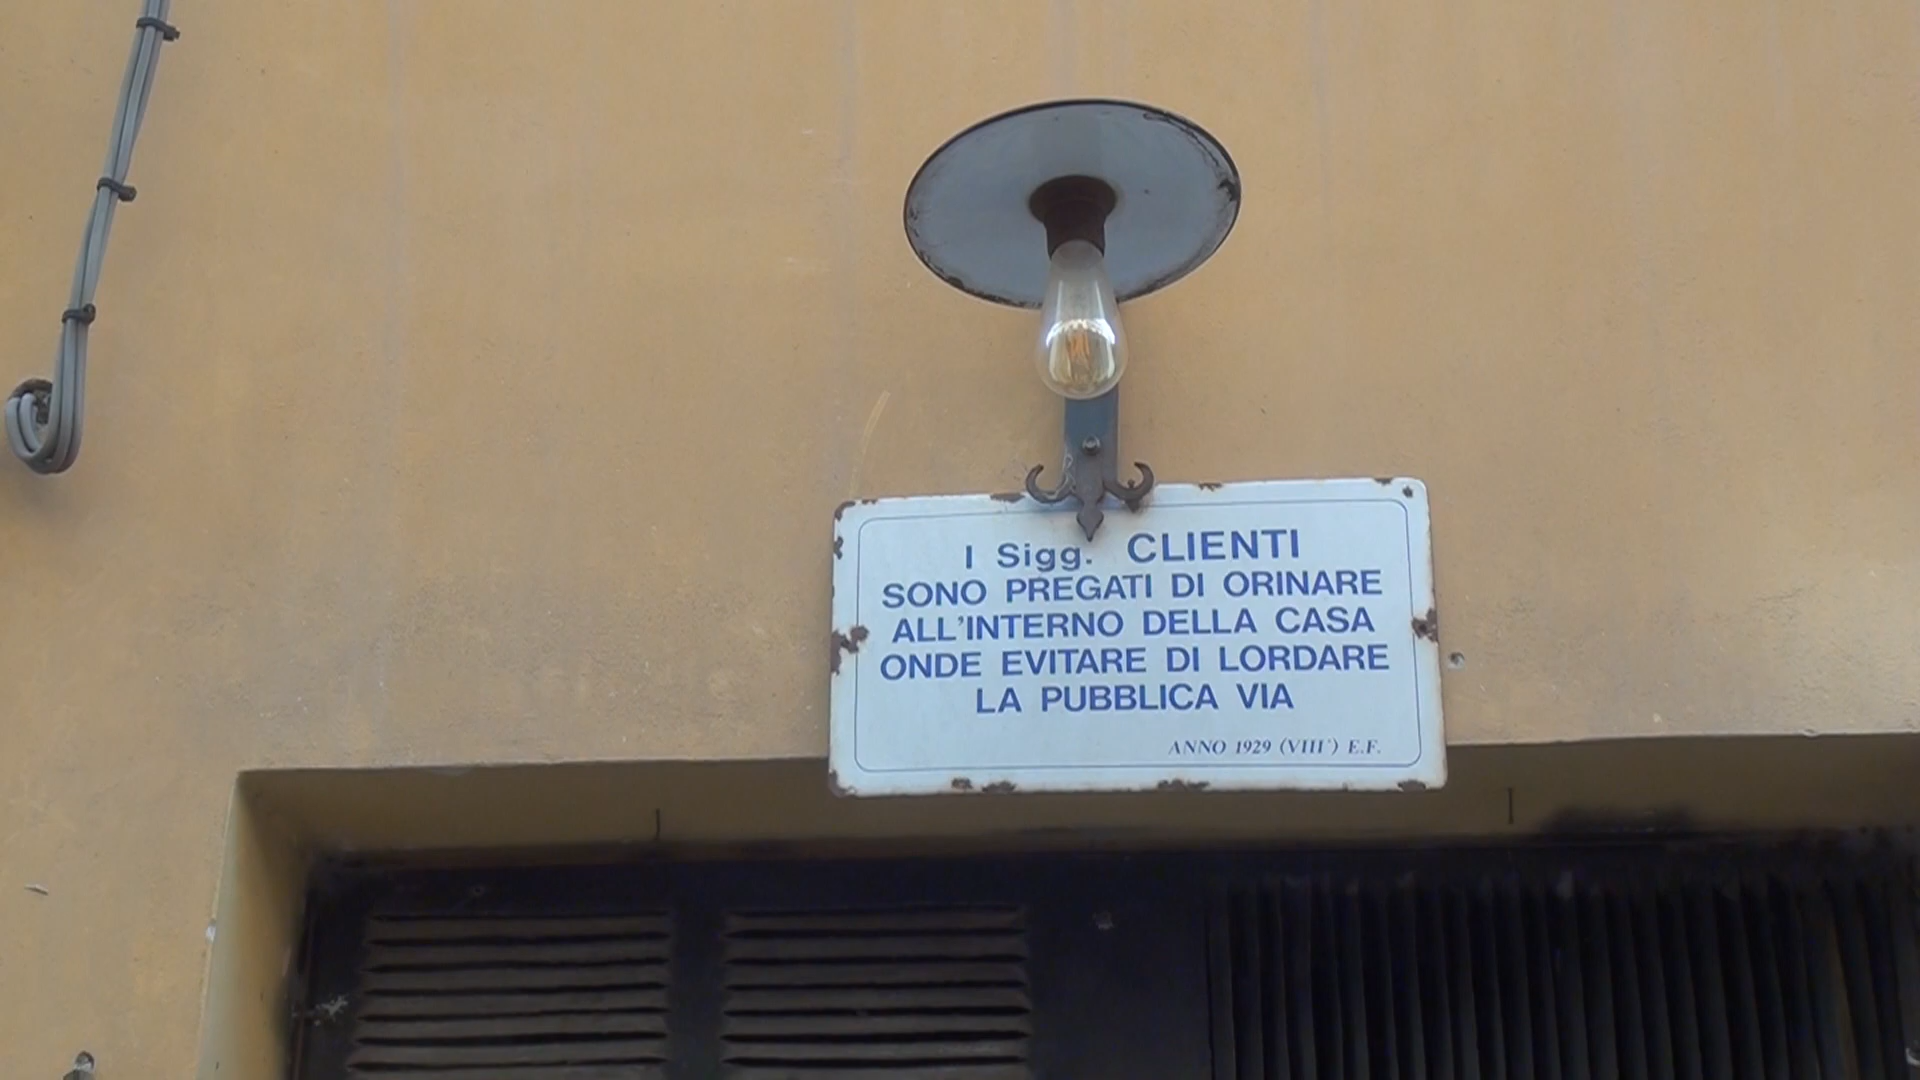 I Sigg. CLIENTI
SONO PREGATI DI ORINARE
ALL'INTERNO DELLA CASA
ONDE EVITARE DI LORDARE
LA PUBBLICA VIA
ANNO 1929 (VIII°) E.F.